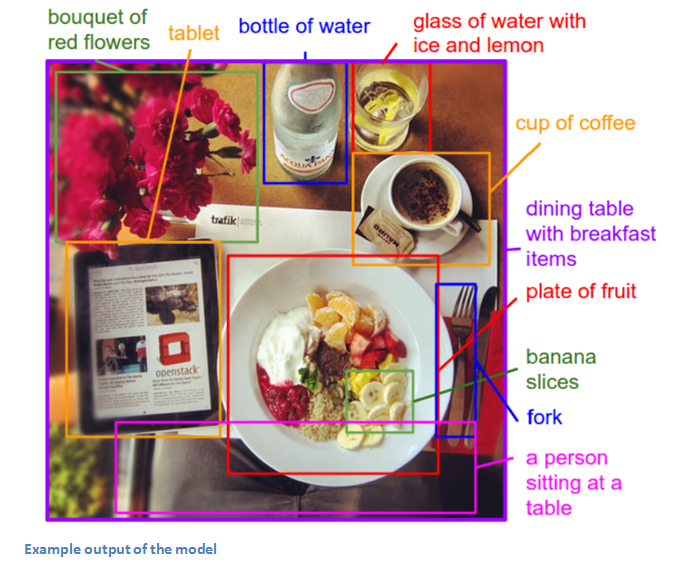 bouquet of
red flowers
tablet
bottle of water
glass of water with
ice and lemon
cup of coffee
ACQUA PANNA
trafik
dining table
with breakfast
items
plate of fruit
openstack
banana
slices
fork
a person
sitting at a
table
Example output of the model